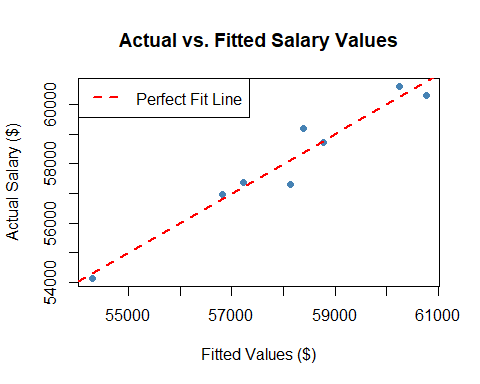 Actual vs. Fitted Salary Values
Perfect Fit Line
Actual Salary ($)
60000
58000
56000
54000
55000 57000 59000 61000
Fitted Values ($)